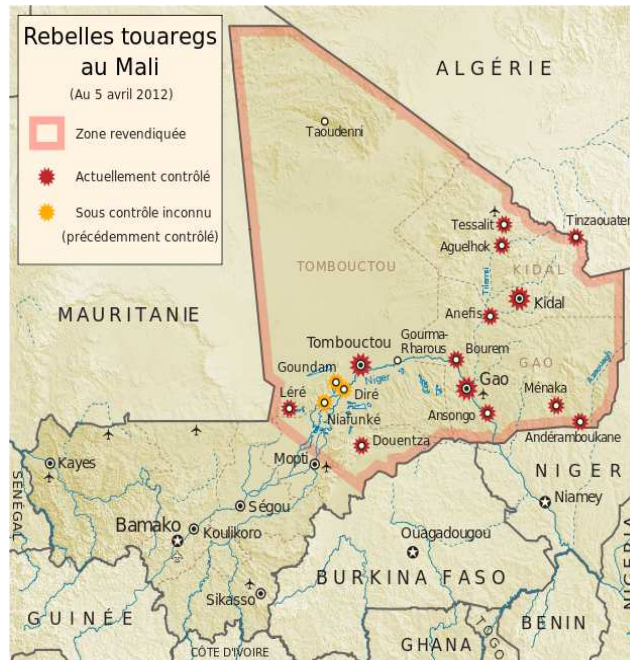 Rebelles touaregs
au Mali
(Au 5 avril 2012)
Zone revendiquée
Actuellement contrôlé
Sous contrôle inconnu
(précédemment contrôlé)
ALGÉRIE
Taoudenni
Tessalit
Tinzaouaten
Aguelhok
TOMBOUCTOU
KIDAL
Kidal
MAURITANIE
Anefis
Tombouctou
Gourma-
Rharous
Bourem
GAO
Goundam
Niger
Diré
Gao
Léré
Niafunké
Ménaka
Ansongo
Andéramboukane
Douentza
Mopti
Kayes
NIGER
SÉNÉGAL
Ségou
Niamey
Bamako
Koulikoro
Ouagadougou
BURKINA FASO
NIGERIA
Sikasso
GUINÉE
BENIN
TOGO
GHANA
CÔTE D'IVOIRE